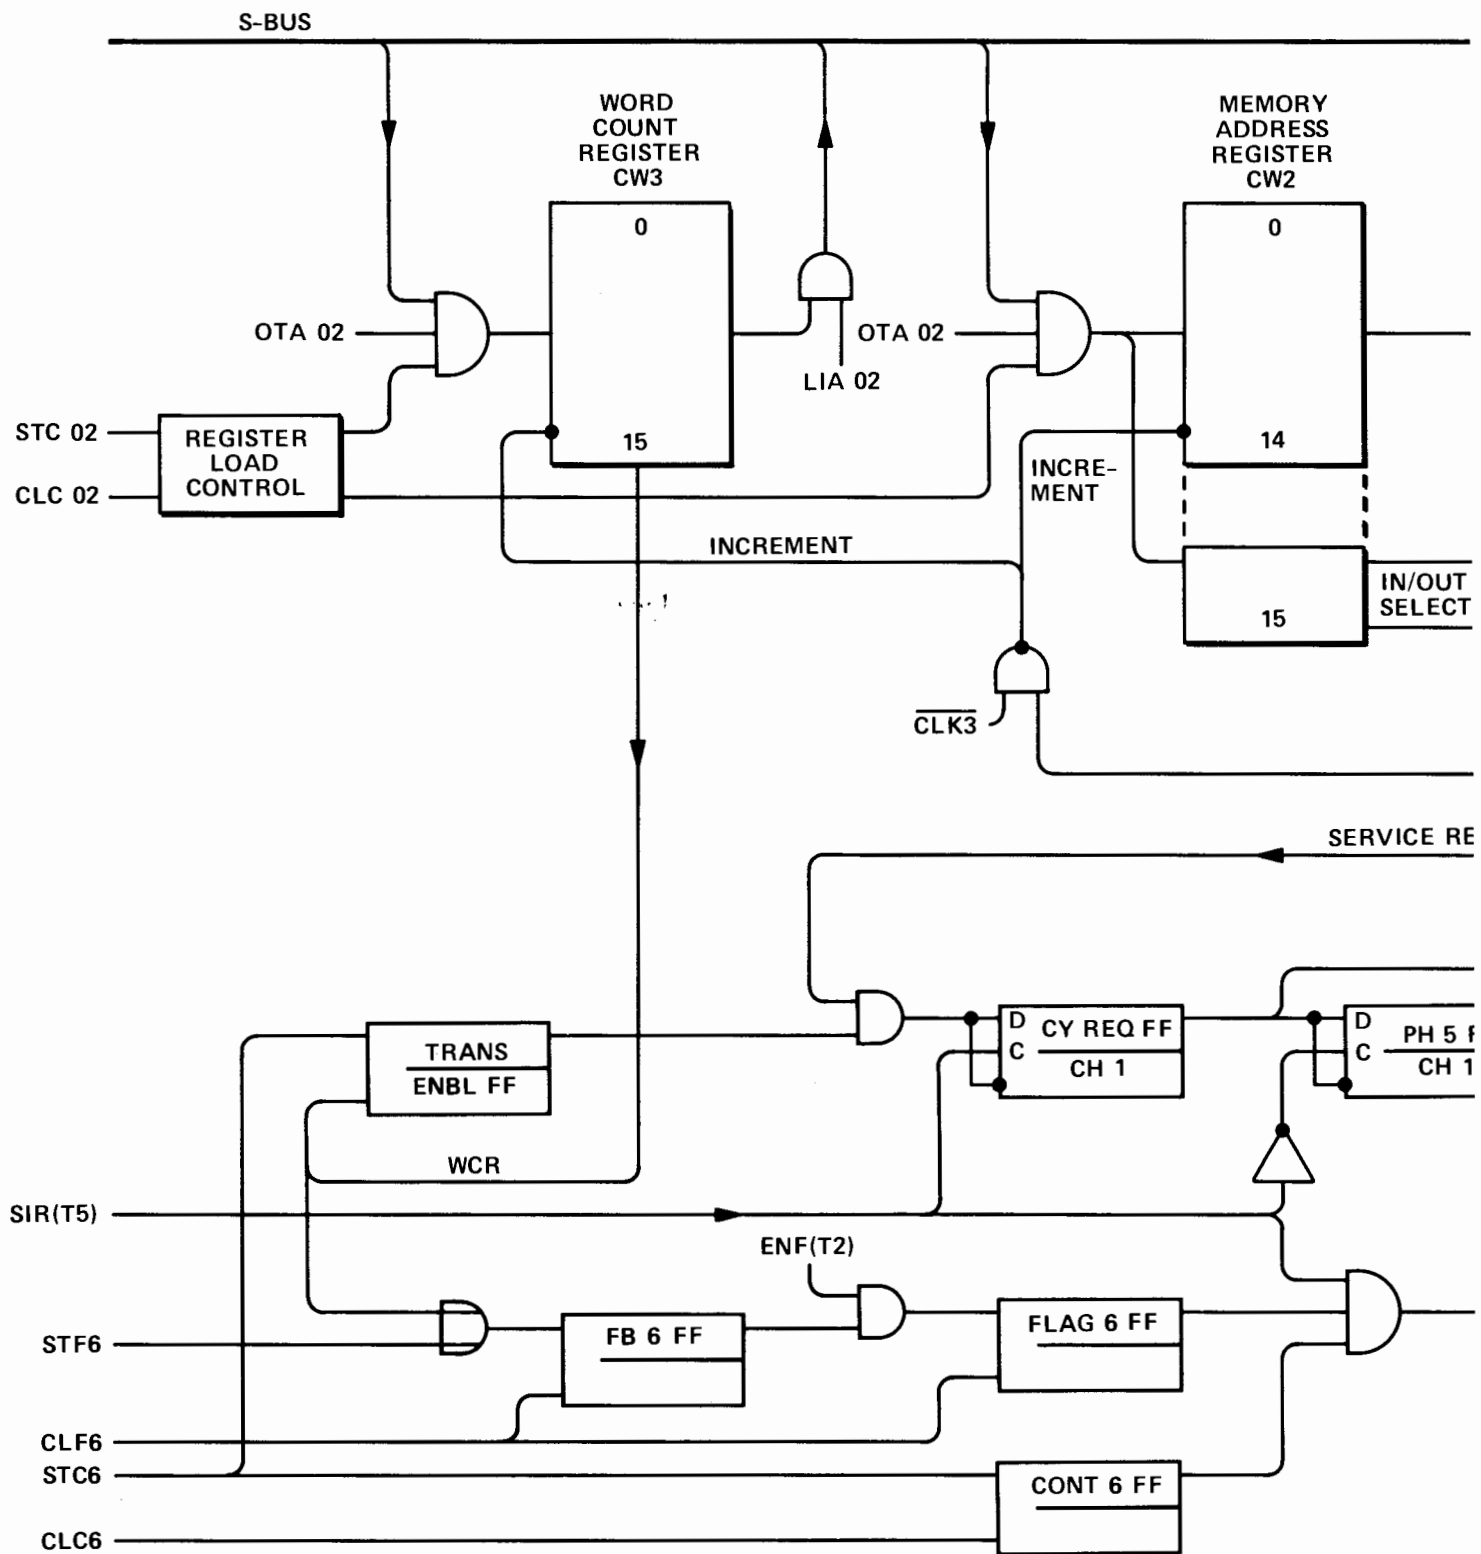 S-BUS
WORD
COUNT
REGISTER
CW3
MEMORY
ADDRESS
REGISTER
CW2
0
0
OTA 02
OTA 02
LIA 02
STC 02
REGISTER
LOAD
CONTROL
15
14
CLC 02
INCRE-
MENT
INCREMENT
IN/OUT
SELECT
15
CLK3
SERVICE RE
D
CY REQ FF
C
CH 1
D
PH 5 F
C
CH 1
TRANS
ENBL FF
WCR
SIR(T5)
ENF(T2)
FB 6 FF
FLAG 6 FF
STF6
CLF6
STC6
CONT 6 FF
CLC6